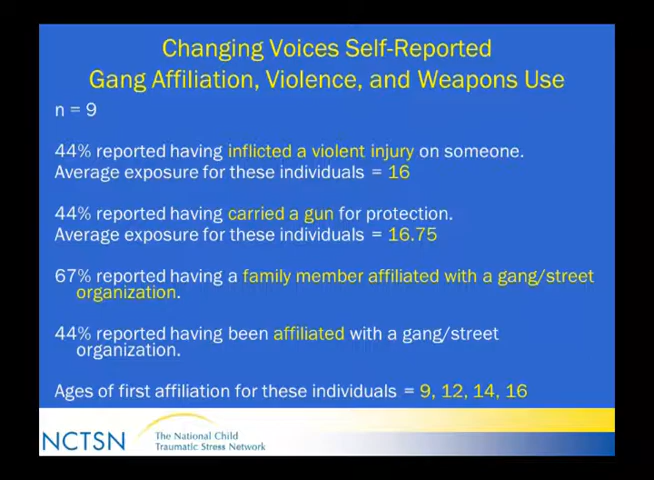 Changing Voices Self-Reported
Gang Affiliation, Violence, and Weapons Use
n = 9
44% reported having inflicted a violent injury on someone.
Average exposure for these individuals = 16
44% reported having carried a gun for protection.
Average exposure for these individuals = 16.75
67% reported having a family member affiliated with a gang/street
organization.
44% reported having been affiliated with a gang/street
organization.
Ages of first affiliation for these individuals = 9, 12, 14, 16
NCTSN
The National Child
Traumatic Stress Network